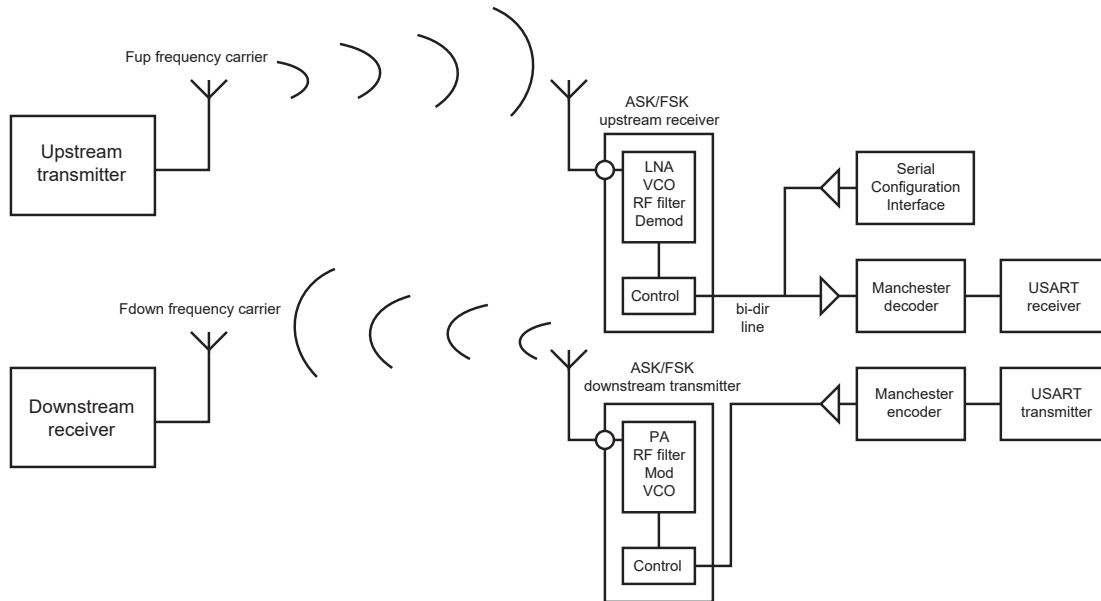 Fup frequency carrier
Upstream
transmitter
ASK/FSK
upstream receiver
LNA
VCO
RF filter
Demod
Control
bi-dir
line
Serial
Configuration
Interface
Manchester
decoder
USART
receiver
Fdown frequency carrier
Downstream
receiver
ASK/FSK
downstream transmitter
PA
RF filter
Mod
VCO
Control
Manchester
encoder
USART
transmitter